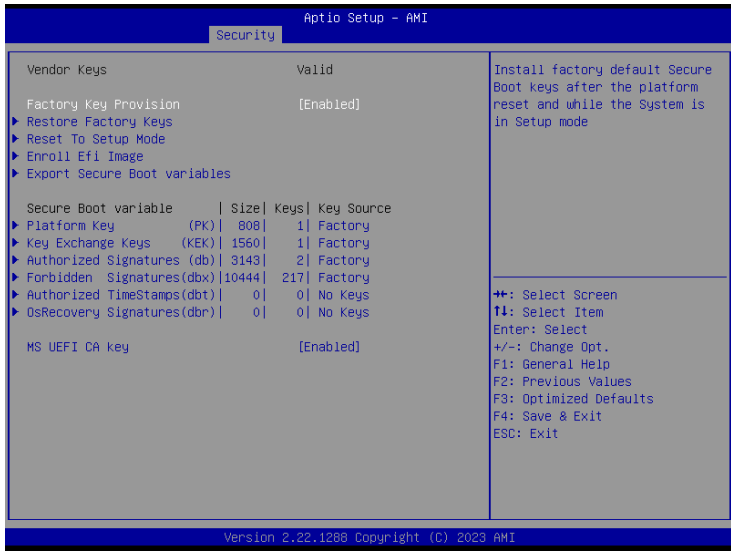 Aptio Setup – AMI
Security
Vendor Keys Valid
Factory Key Provision [Enabled]
Restore Factory Keys
Reset To Setup Mode
Enroll Efi Image
Export Secure Boot variables
Secure Boot variable | Size| Keys| Key Source
Platform Key (PK)| 808| 1| Factory
Key Exchange Keys (KEK)| 1560| 1| Factory
Authorized Signatures (db)| 3143| 2| Factory
Forbidden Signatures(dbx)|10444| 217| Factory
Authorized TimeStamps(dbt)| 0| 0| No Keys
OsRecovery Signatures(dbr)| 0| 0| No Keys
MS UEFI CA key [Enabled]
Install factory default Secure
Boot keys after the platform
reset and while the System is
in Setup mode
→←: Select Screen
↑↓: Select Item
Enter: Select
+/-: Change Opt.
F1: General Help
F2: Previous Values
F3: Optimized Defaults
F4: Save & Exit
ESC: Exit
Version 2.22.1288 Copyright (C) 2023 AMI